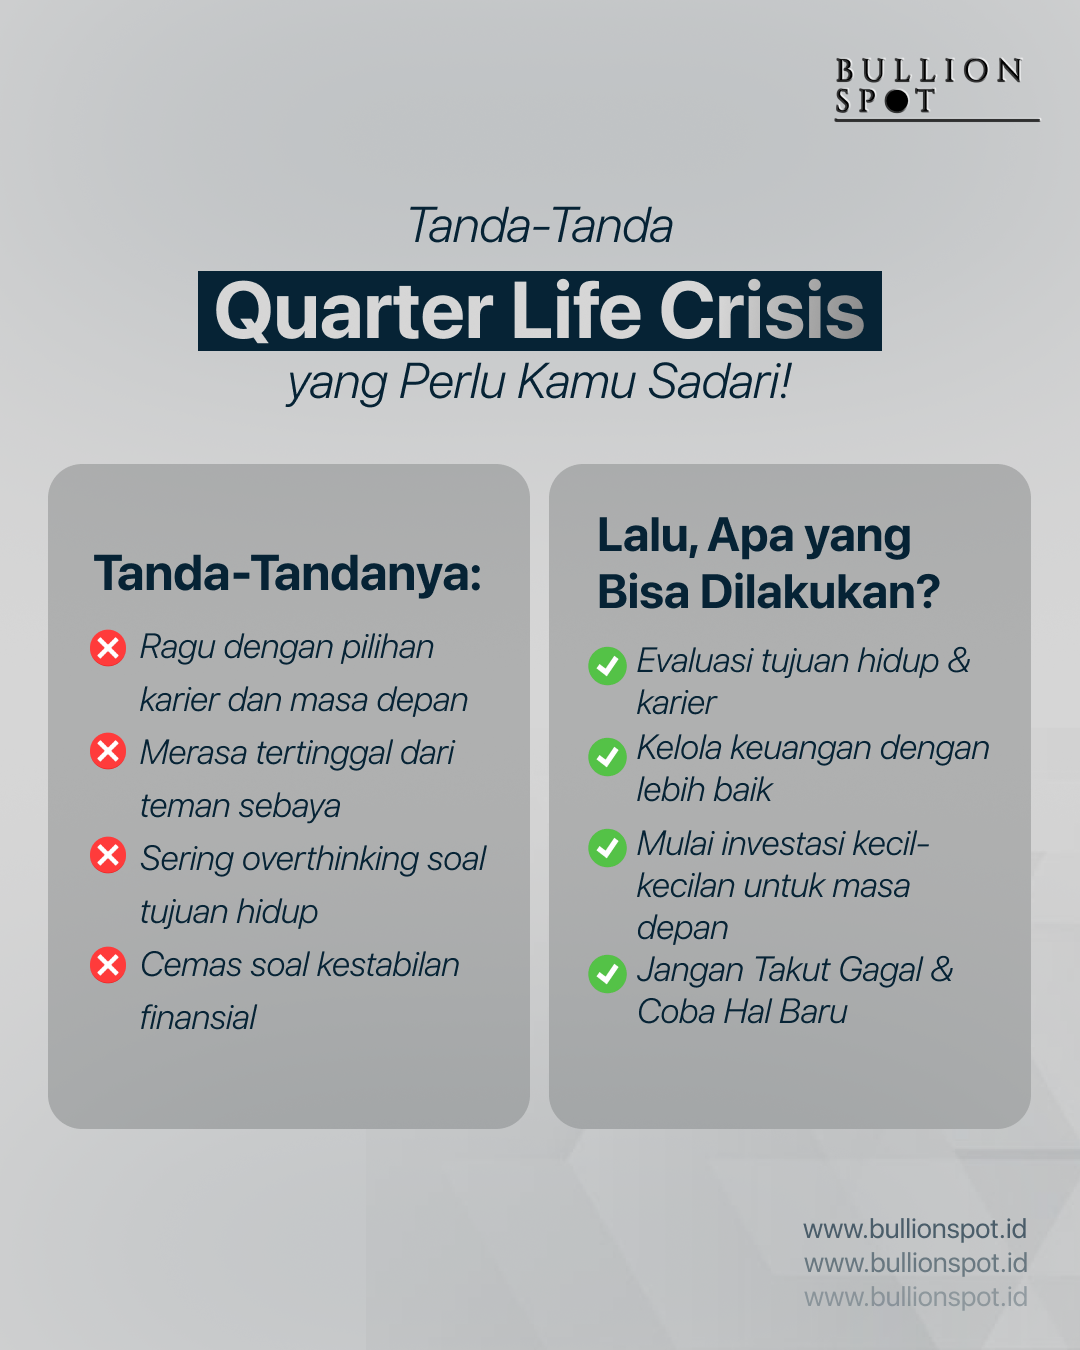 BULLION
SPOT
Tanda-Tanda
Quarter Life Crisis
yang Perlu Kamu Sadari!
Tanda-Tandanya:
Ragu dengan pilihan
karier dan masa depan
Merasa tertinggal dari
teman sebaya
Sering overthinking soal
tujuan hidup
Cemas soal kestabilan
finansial
Lalu, Apa yang
Bisa Dilakukan?
Evaluasi tujuan hidup &
karier
Kelola keuangan dengan
lebih baik
Mulai investasi kecil-
kecilan untuk masa
depan
Jangan Takut Gagal &
Coba Hal Baru
www.bullionspot.id
www.bullionspot.id
www.bullionspot.id